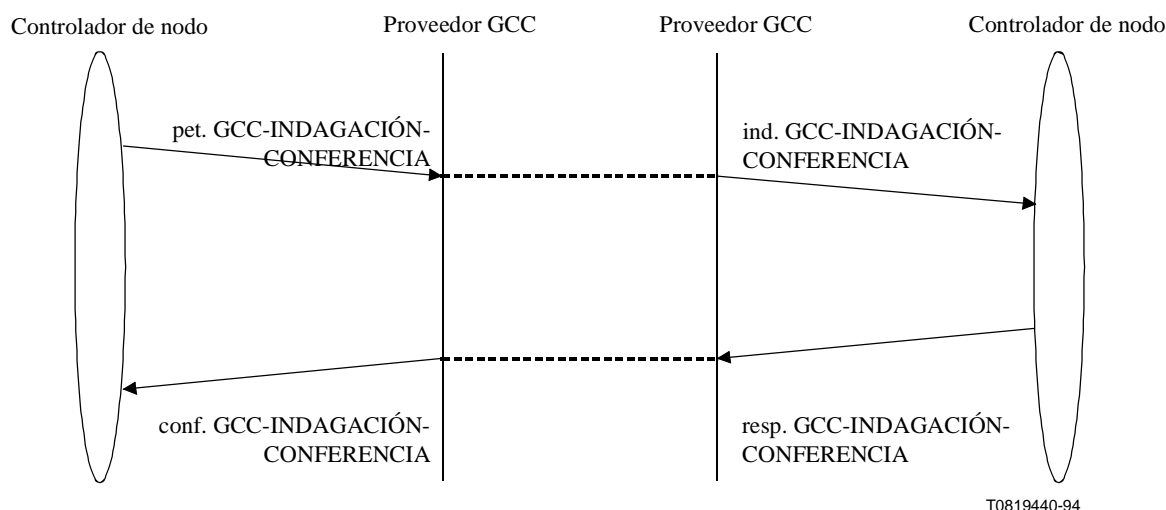 Controlador de nodo
Proveedor GCC
Proveedor GCC
Controlador de nodo
pet. GCC-INDAGACIÓN-
CONFERENCIA
ind. GCC-INDAGACIÓN-
CONFERENCIA
conf. GCC-INDAGACIÓN-
CONFERENCIA
resp. GCC-INDAGACIÓN-
CONFERENCIA
T0819440-94